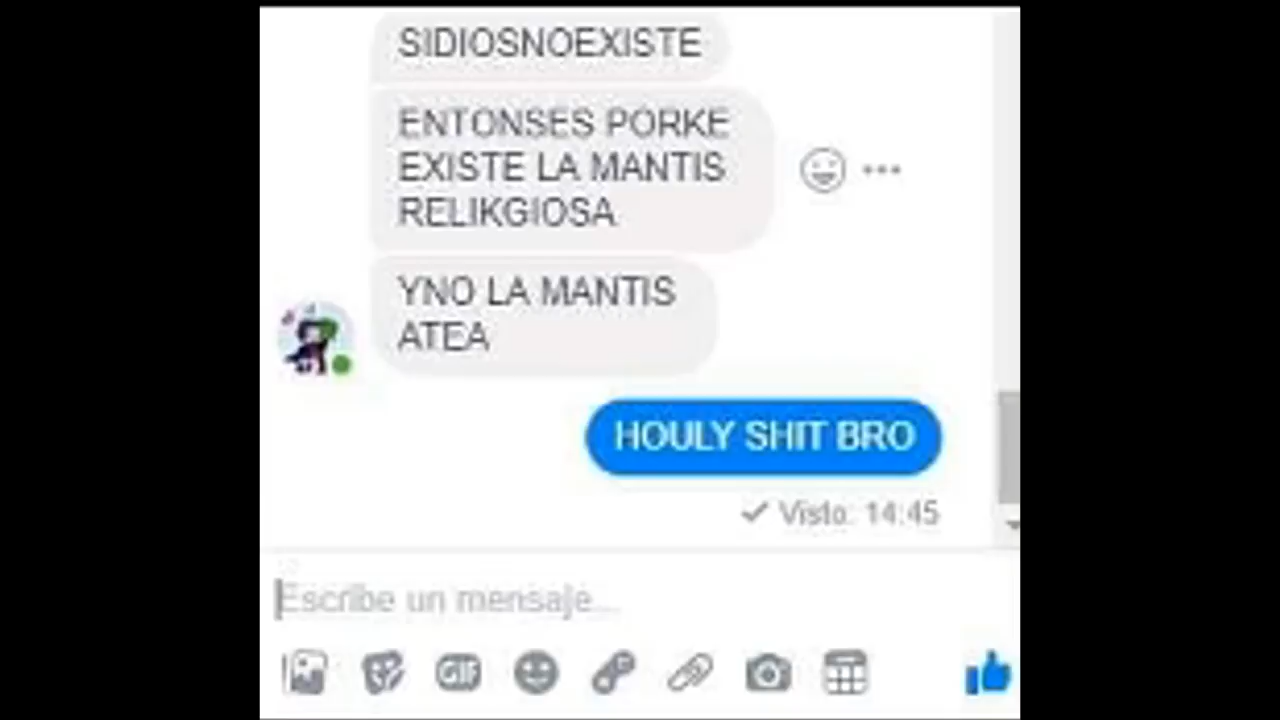 SIDIOSNOEXISTE
ENTONSES PORKE
EXISTE LA MANTIS
RELIKGIOSA
YNO LA MANTIS
ATEA
HOULY SHIT BRO
Visto: 14:45
Escribe un mensaje...
GIF